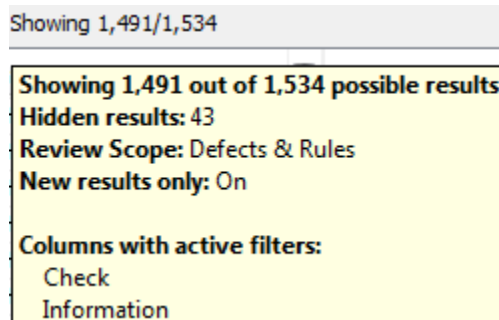 Showing 1,491/1,534
Showing 1,491 out of 1,534 possible results
Hidden results: 43
Review Scope: Defects & Rules
New results only: On
Columns with active filters:
Check
Information